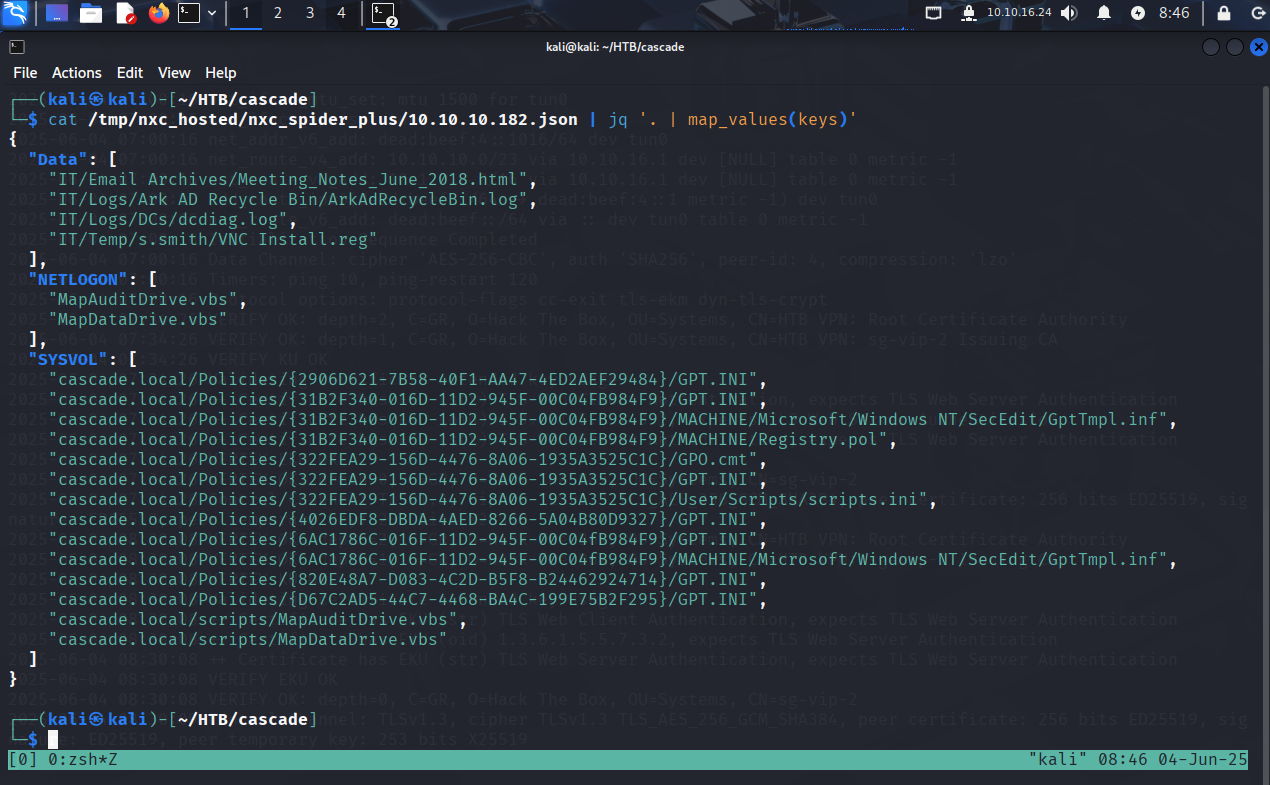 1 2 3 4 2 10.10.16.24 8:46
kali@kali: ~/HTB/cascade
File Actions Edit View Help
┌──(kali㉿kali)-[~/HTB/cascade]
└─$ cat /tmp/nxc_hosted/nxc_spider_plus/10.10.10.182.json | jq '. | map_values(keys)'
{
"Data": [
"IT/Email Archives/Meeting_Notes_June_2018.html",
"IT/Logs/Ark AD Recycle Bin/ArkAdRecycleBin.log",
"IT/Logs/DCs/dcdiag.log",
"IT/Temp/s.smith/VNC Install.reg"
],
"NETLOGON": [
"MapAuditDrive.vbs",
"MapDataDrive.vbs"
],
"SYSVOL": [
"cascade.local/Policies/{2906D621-7B58-40F1-AA47-4ED2AEF29484}/GPT.INI",
"cascade.local/Policies/{31B2F340-016D-11D2-945F-00C04FB984F9}/GPT.INI",
"cascade.local/Policies/{31B2F340-016D-11D2-945F-00C04FB984F9}/MACHINE/Microsoft/Windows NT/SecEdit/GptTmpl.inf",
"cascade.local/Policies/{31B2F340-016D-11D2-945F-00C04FB984F9}/MACHINE/Registry.pol",
"cascade.local/Policies/{322FEA29-156D-4476-8A06-1935A3525C1C}/GPO.cmt",
"cascade.local/Policies/{322FEA29-156D-4476-8A06-1935A3525C1C}/GPT.INI",
"cascade.local/Policies/{322FEA29-156D-4476-8A06-1935A3525C1C}/User/Scripts/scripts.ini",
"cascade.local/Policies/{4026EDF8-DBDA-4AED-8266-5A04B80D9327}/GPT.INI",
"cascade.local/Policies/{6AC1786C-016F-11D2-945F-00C04fB984F9}/GPT.INI",
"cascade.local/Policies/{6AC1786C-016F-11D2-945F-00C04fB984F9}/MACHINE/Microsoft/Windows NT/SecEdit/GptTmpl.inf",
"cascade.local/Policies/{820E48A7-D083-4C2D-B5F8-B24462924714}/GPT.INI",
"cascade.local/Policies/{D67C2AD5-44C7-4468-BA4C-199E75B2F295}/GPT.INI",
"cascade.local/scripts/MapAuditDrive.vbs",
"cascade.local/scripts/MapDataDrive.vbs"
]
}
┌──(kali㉿kali)-[~/HTB/cascade]
└─$
[0] 0:zsh*Z "kali" 08:46 04-Jun-25